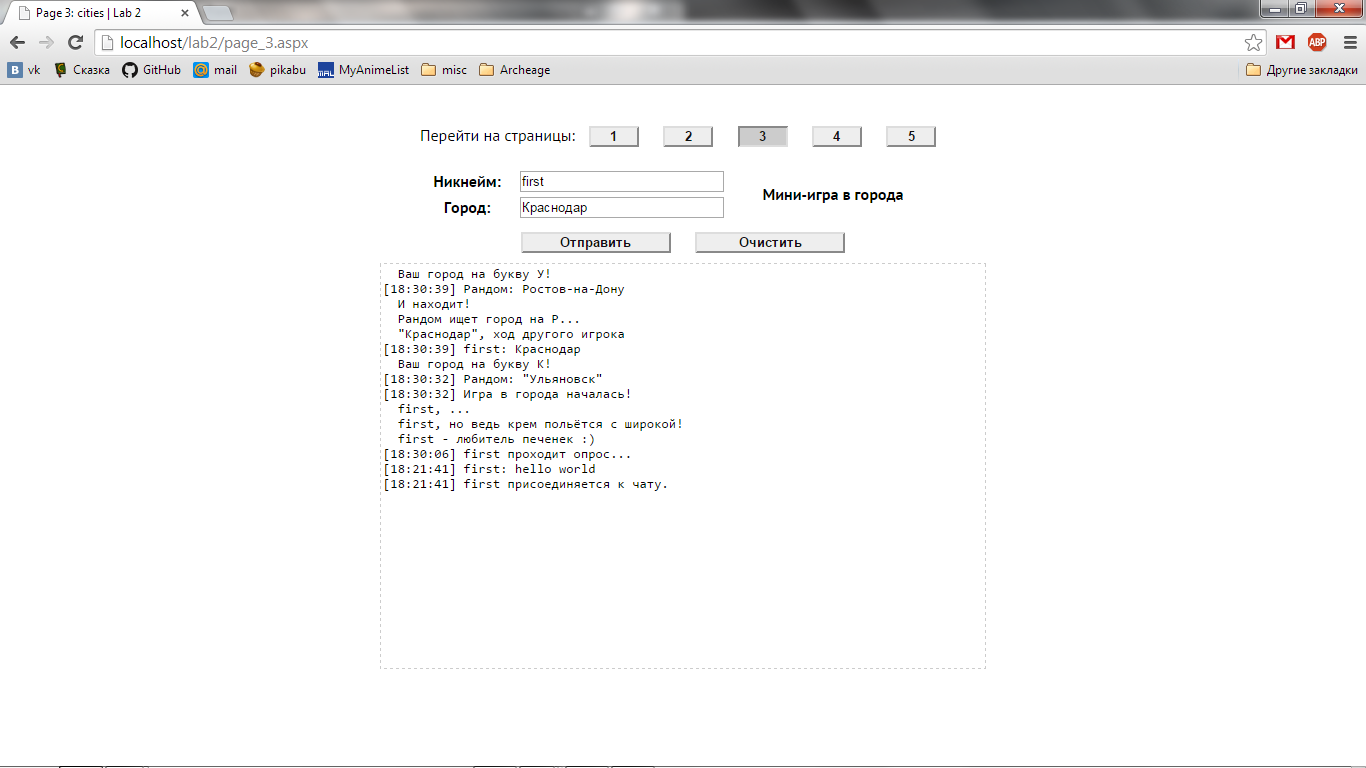 Page 3: cities | Lab 2
localhost/lab2/page_3.aspx
ABP
B vk Сказка GitHub @ mail pikabu MAL MyAnimeList misc Archeage Другие закладки
Перейти на страницы: 1 2 3 4 5
Никнейм: first
Мини-игра в города
Город: Краснодар
Отправить Очистить
Ваш город на букву У!
[18:30:39] Рандом: Ростов-на-Дону
И находит!
Рандом ищет город на Р...
"Краснодар", ход другого игрока
[18:30:39] first: Краснодар
Ваш город на букву К!
[18:30:32] Рандом: "Ульяновск"
[18:30:32] Игра в города началась!
first, ...
first, но ведь крем польётся с широкой!
first - любитель печенек :)
[18:30:06] first проходит опрос...
[18:21:41] first: hello world
[18:21:41] first присоединяется к чату.